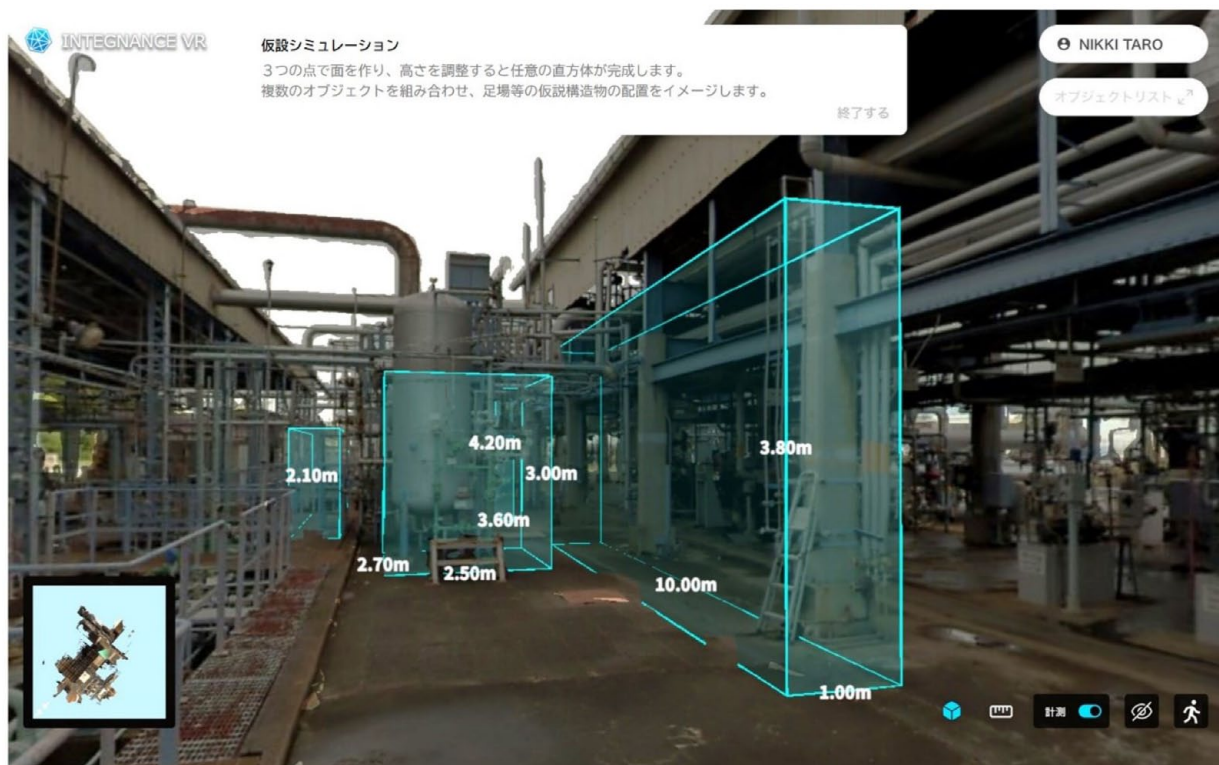 INTEGNANCE VR
仮設シミュレーション
3つの点で面を作り、高さを調整すると任意の直方体が完成します。
複数のオブジェクトを組み合わせ、足場等の仮説構造物の配置をイメージします。
終了する
NIKKI TARO
オブジェクトリスト
4.20m
3.80m
2.10m
3.00m
3.60m
2.70m
2.50m
10.00m
1.00m
計測